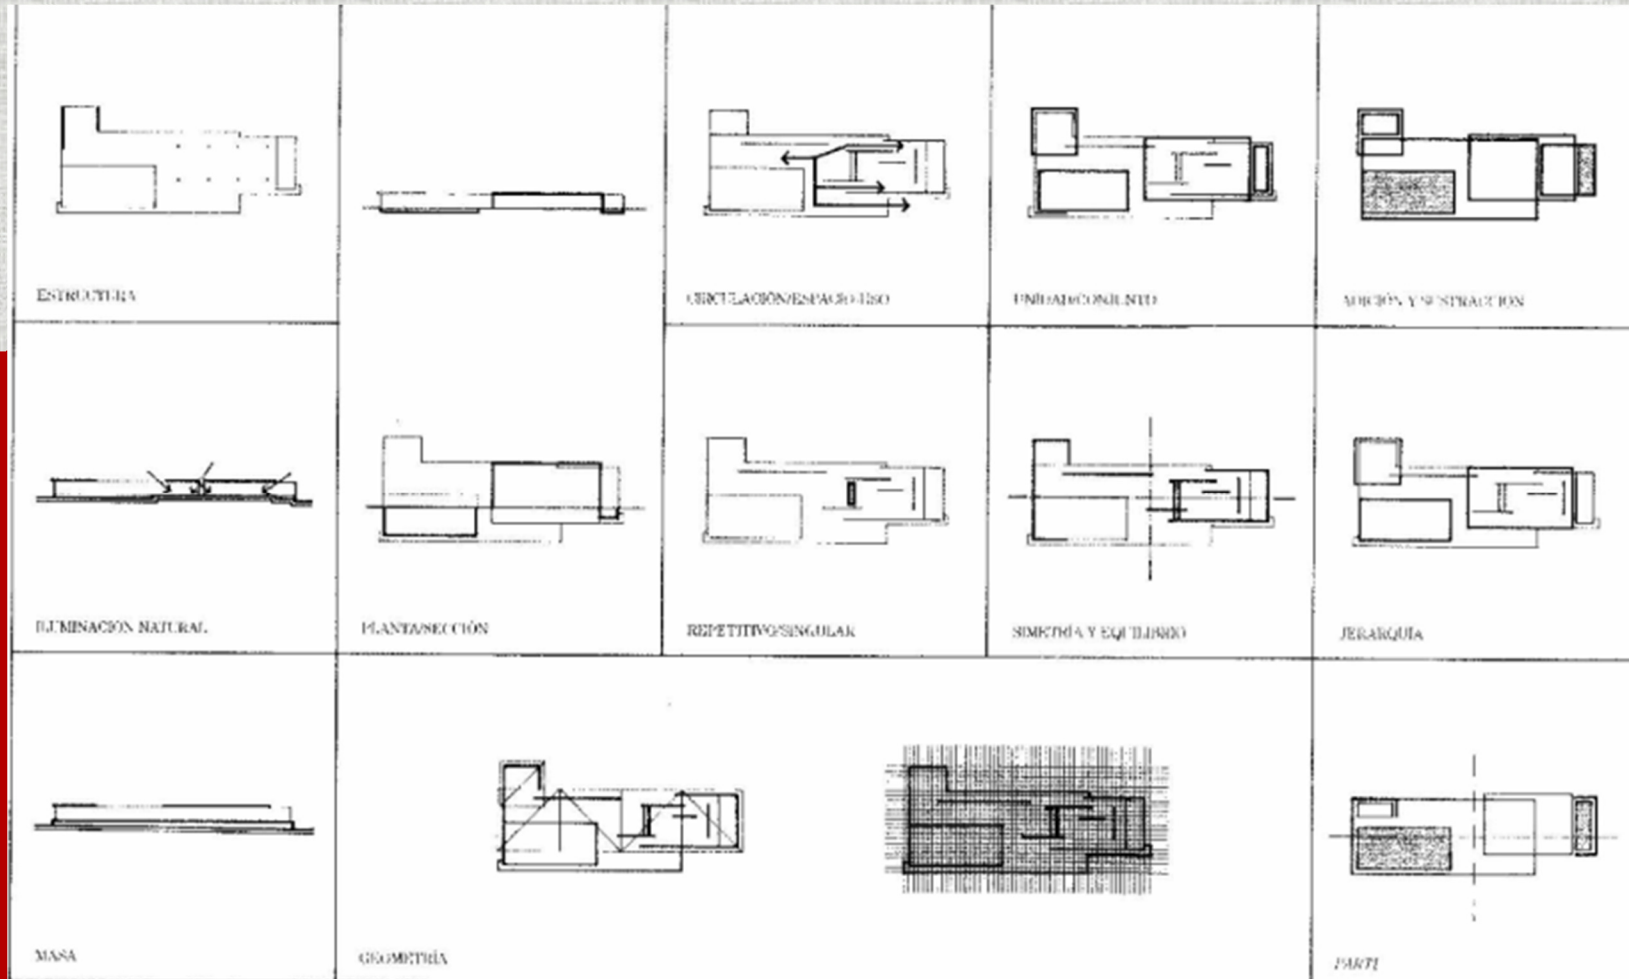 ESTRUCTURA
CIRCULACIÓN/ESPACIO-USO
UNIDAD/CONJUNTO
ADICIÓN Y SUSTRACCIÓN
ILUMINACIÓN NATURAL
PLANTA/SECCIÓN
REPETITIVO/SINGULAR
SIMETRÍA Y EQUILIBRIO
JERARQUÍA
MASA
GEOMETRÍA
PARTI